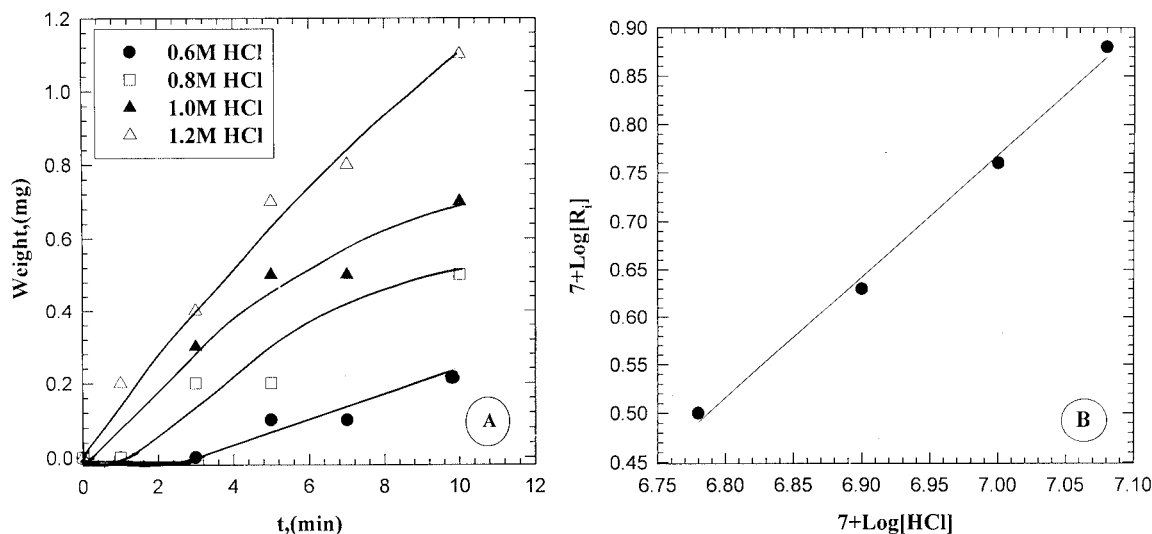 1.2
1.0
0.8
0.6
0.4
0.2
0.0
Weight,(mg)
0.6M HCl
0.8M HCl
1.0M HCl
1.2M HCl
A
0 2 4 6 8 10 12
t,(min)
0.90
0.85
0.80
0.75
0.70
0.65
0.60
0.55
0.50
0.45
7+Log[Ri]
B
6.75 6.80 6.85 6.90 6.95 7.00 7.05 7.10
7+Log[HCl]